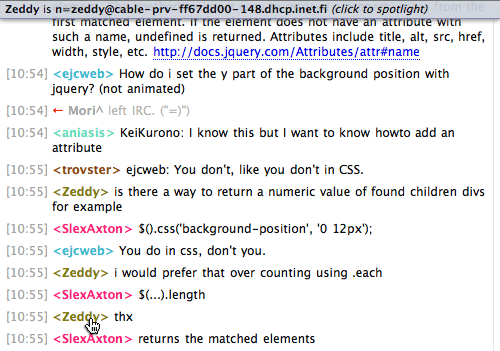 Zeddy is n=zeddy@cable-prv-ff67dd00-148.dhcp.inet.fi (click to spotlight)
first matched element. If the element does not have an attribute with
such a name, undefined is returned. Attributes include title, alt, src, href,
width, style, etc. http://docs.jquery.com/Attributes/attr#name
[10:54] <ejcweb> How do i set the y part of the background position with
jquery? (not animated)
[10:54] ← Mori^ left IRC. ("=)")
[10:54] <aniasis> KeiKurono: I know this but I want to know howto add an
attribute
[10:55] <trovster> ejcweb: You don't, like you don't in CSS.
[10:55] <Zeddy> is there a way to return a numeric value of found children divs
for example
[10:55] <SlexAxton> $().css('background-position', '0 12px');
[10:55] <ejcweb> You do in css, don't you.
[10:55] <Zeddy> i would prefer that over counting using .each
[10:55] <SlexAxton> $(...).length
[10:55] <Zeddy> thx
[10:55] <SlexAxton> returns the matched elements